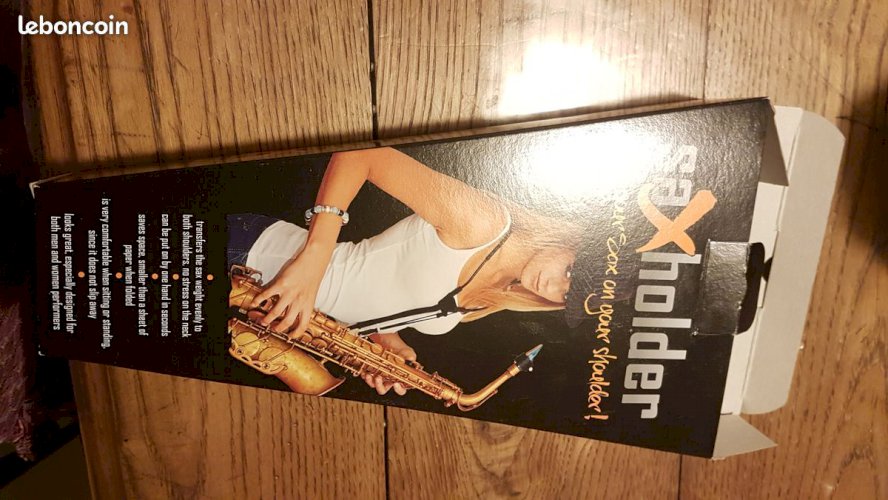 leboncoin
saxholder
your Sax on your shoulder!
transfers the sax weight evenly to
both shoulders, no stress on the neck
can be put on by one hand in seconds
saves space, smaller than a sheet of
paper when folded
is very comfortable when sitting or standing,
since it does not slip away
looks great, especially designed for
both men and women performers